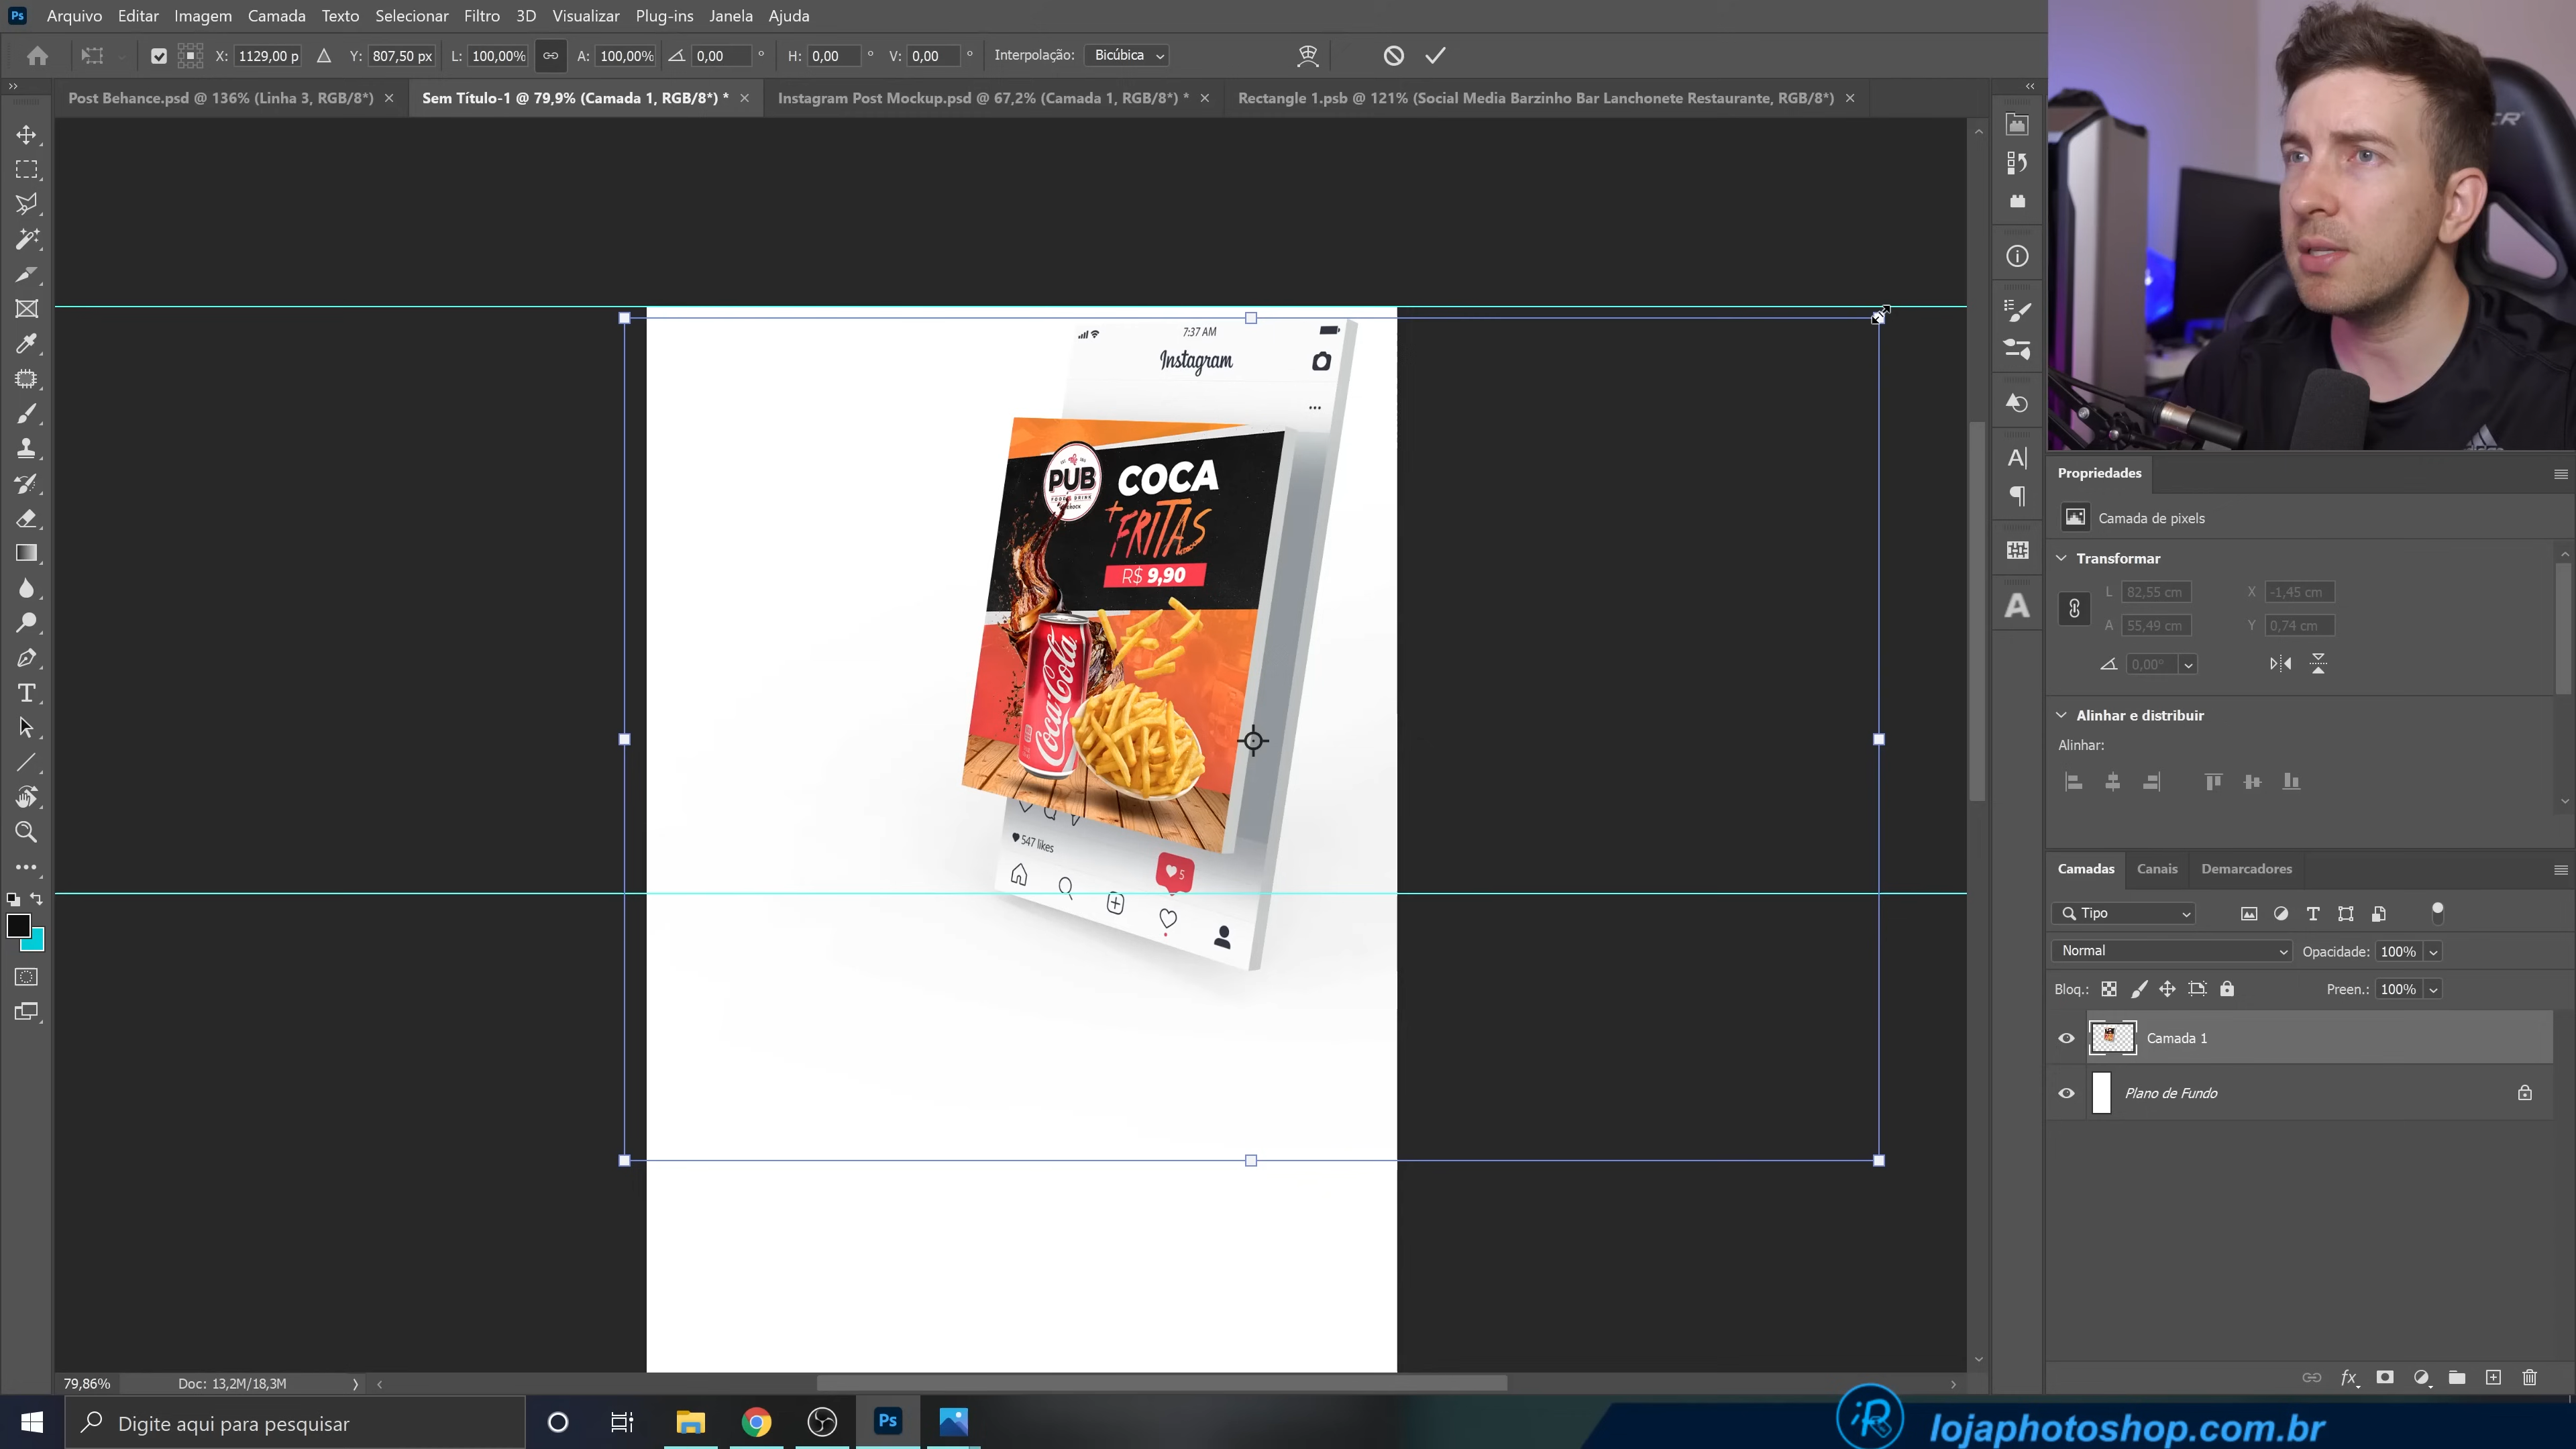 Ps Arquivo Editar Imagem Camada Texto Selecionar Filtro 3D Visualizar Plug-ins Janela Ajuda
X: 1129,00 p Y: 807,50 px L: 100,00% A: 100,00% 0,00 ° H: 0,00 ° V: 0,00 ° Interpolação: Bicúbica
Post Behance.psd @ 136% (Linha 3, RGB/8*) × Sem Título-1 @ 79,9% (Camada 1, RGB/8*) * × Instagram Post Mockup.psd @ 67,2% (Camada 1, RGB/8*) * × Rectangle 1.psb @ 121% (Social Media Barzinho Bar Lanchonete Restaurante, RGB/8*) ×
7:37 AM
Instagram
...
PUB
COCA
+ FRITAS
R$ 9,90
Coca-Cola
547 likes
5
Propriedades
Camada de pixels
Transformar
L 82,55 cm X -1,45 cm
A 55,49 cm Y 0,74 cm
0,00°
Alinhar e distribuir
Alinhar:
Camadas Canais Demarcadores
Tipo
Normal Opacidade: 100%
Bloq.: Preen.: 100%
Camada 1
Plano de Fundo
fx
79,86% Doc: 13,2M/18,3M
Digite aqui para pesquisar
Ps
iR lojaphotoshop.com.br